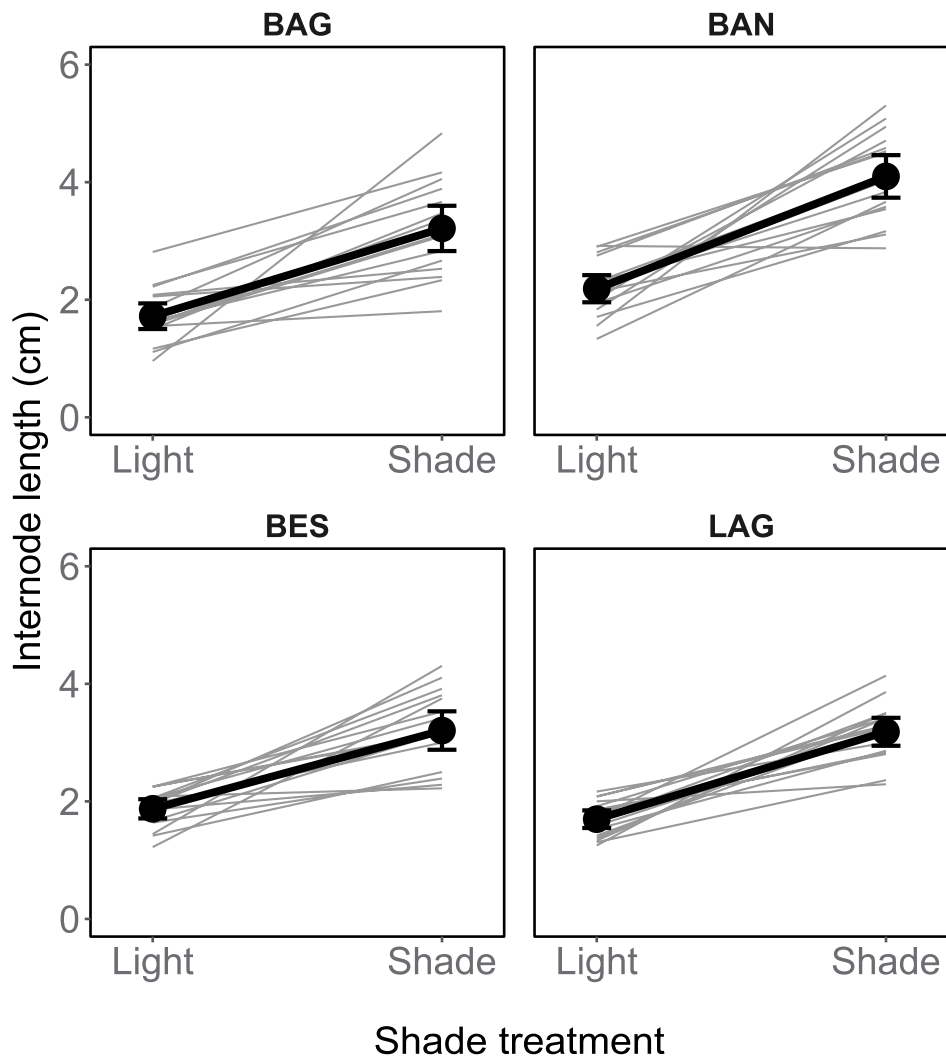 BAG
BAN
6
4
2
0
Light Shade
Light Shade
BES
LAG
6
4
2
0
Light Shade
Light Shade
Internode length (cm)
Shade treatment